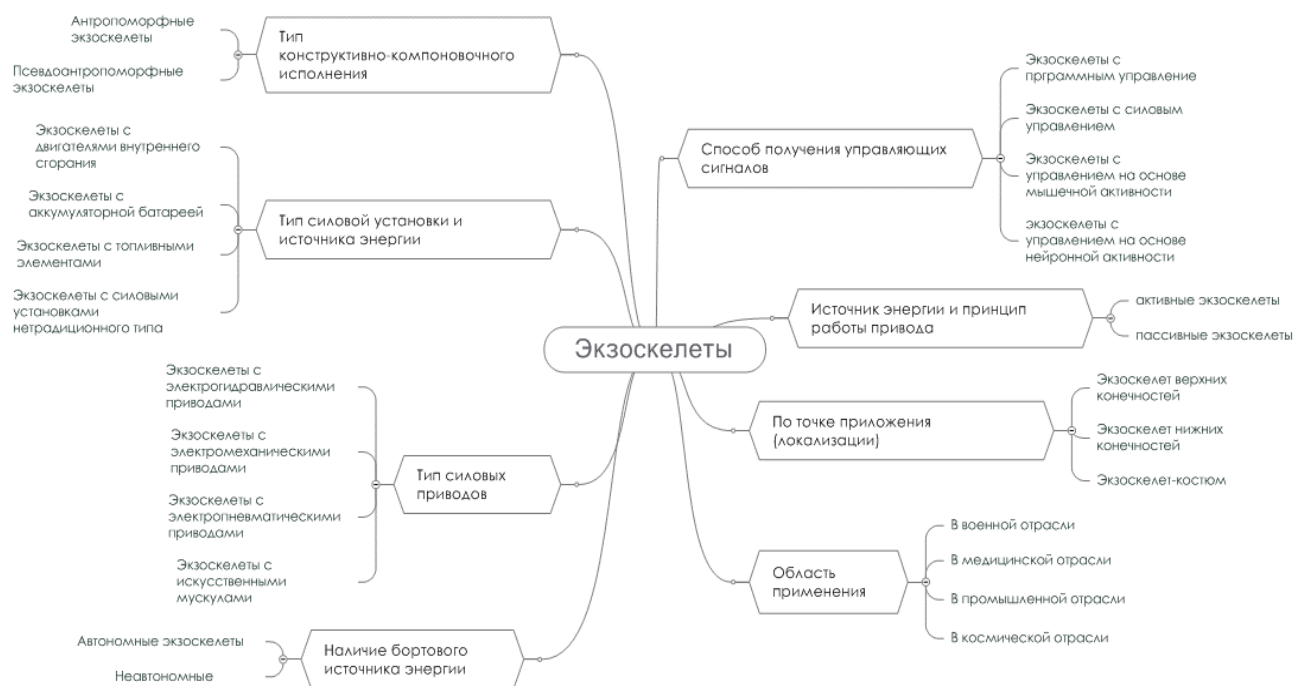 Экзоскелеты
Тип
конструктивно-компоновочного
исполнения
Антропоморфные
экзоскелеты
Псевдоантропоморфные
экзоскелеты
Тип силовой установки и
источника энергии
Экзоскелеты с
двигателями внутреннего
сгорания
Экзоскелеты с
аккумуляторной батареей
Экзоскелеты с топливными
элементами
Экзоскелеты с силовыми
установками
нетрадиционного типа
Тип силовых
приводов
Экзоскелеты с
электрогидравлическими
приводами
Экзоскелеты с
электромеханическими
приводами
Экзоскелеты с
электропневматическими
приводами
Экзоскелеты с
искусственными
мускулами
Наличие бортового
источника энергии
Автономные экзоскелеты
Неавтономные
Способ получения управляющих
сигналов
Экзоскелеты с
прграммным управление
Экзоскелеты с силовым
управлением
Экзоскелеты с
управлением на основе
мышечной активности
экзоскелеты с
управлением на основе
нейронной активности
Источник энергии и принцип
работы привода
активные экзоскелеты
пассивные экзоскелеты
По точке приложения
(локализации)
Экзоскелет верхних
конечностей
Экзоскелет нижних
конечностей
Экзоскелет-костюм
Область
применения
В военной отрасли
В медицинской отрасли
В промышленной отрасли
В космической отрасли